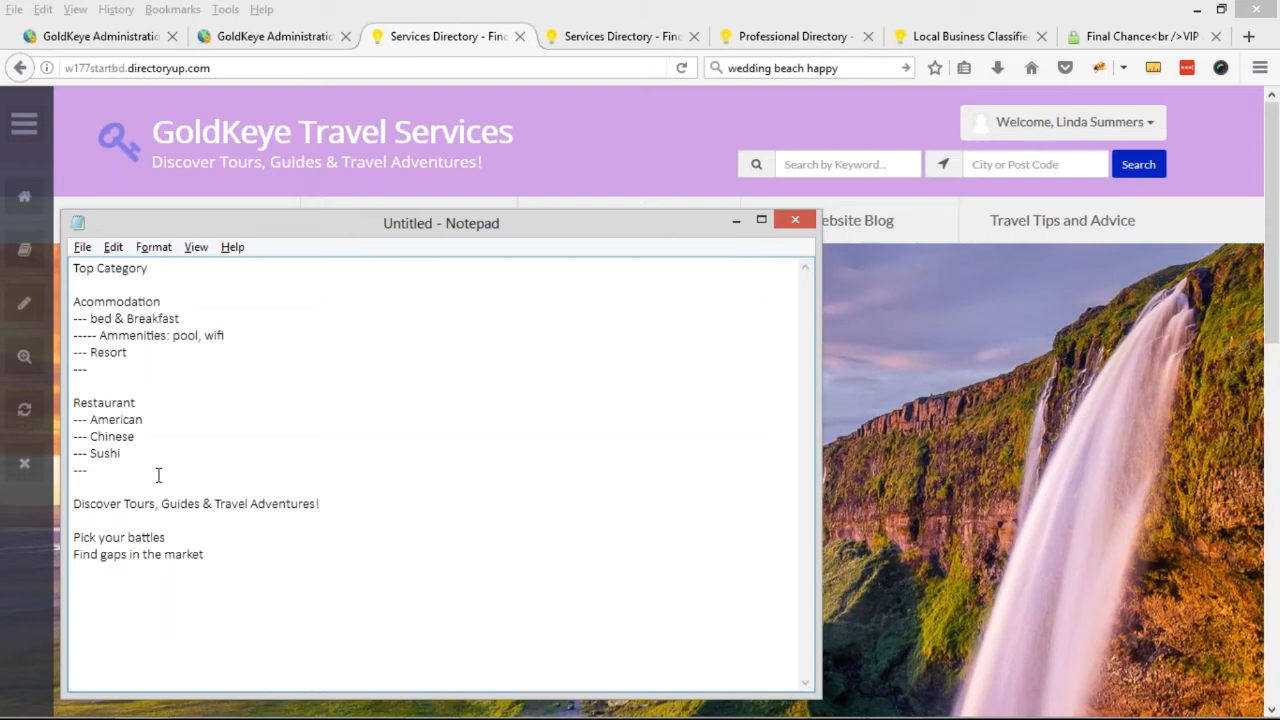 File Edit View History Bookmarks Tools Help
GoldKeye Administratio
GoldKeye Administratio
Services Directory - Find
Services Directory - Find
Professional Directory -
Local Business Classifie
Final Chance<br />VIP
w177startbd.directoryup.com
wedding beach happy
GoldKeye Travel Services
Discover Tours, Guides & Travel Adventures!
Welcome, Linda Summers
Search by Keyword...
City or Post Code
Search
ebsite Blog
Travel Tips and Advice
Untitled - Notepad
File Edit Format View Help
Top Category
Acommodation
--- bed & Breakfast
----- Ammenities: pool, wifi
--- Resort
---
Restaurant
--- American
--- Chinese
--- Sushi
---
Discover Tours, Guides & Travel Adventures!
Pick your battles
Find gaps in the market